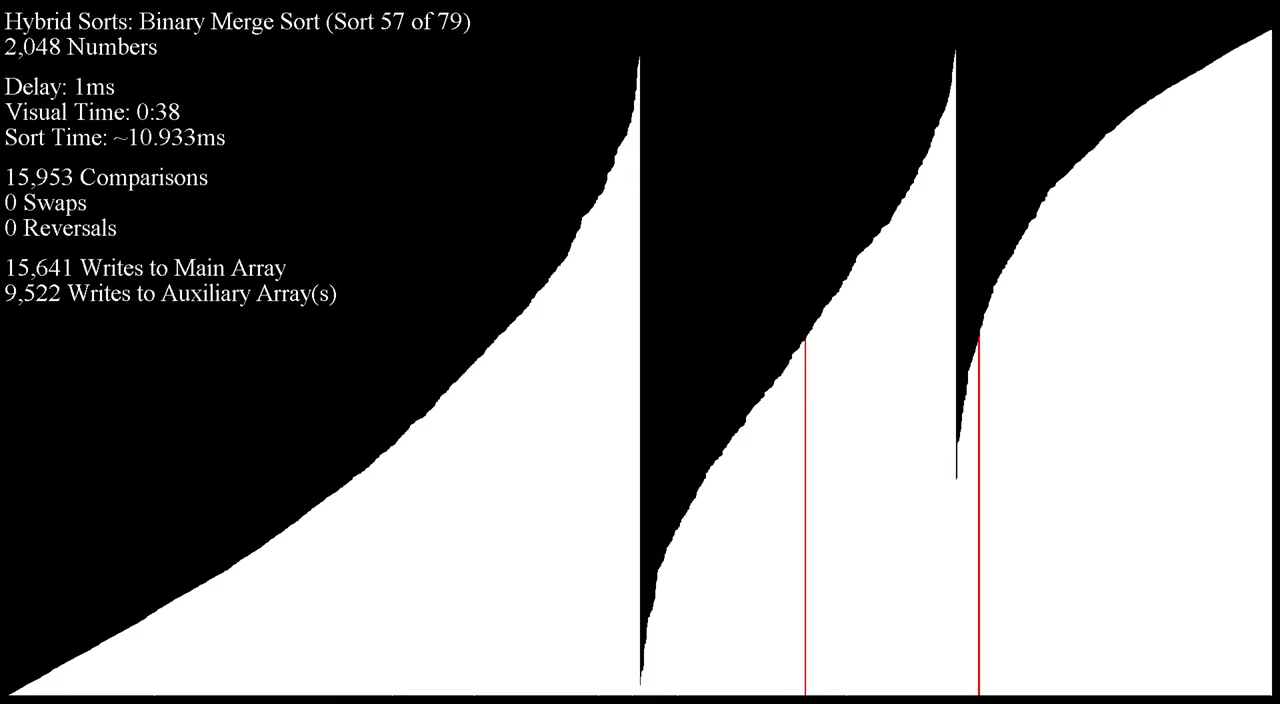 Hybrid Sorts: Binary Merge Sort (Sort 57 of 79)
2,048 Numbers
Delay: 1ms
Visual Time: 0:38
Sort Time: ~10.933ms
15,953 Comparisons
0 Swaps
0 Reversals
15,641 Writes to Main Array
9,522 Writes to Auxiliary Array(s)